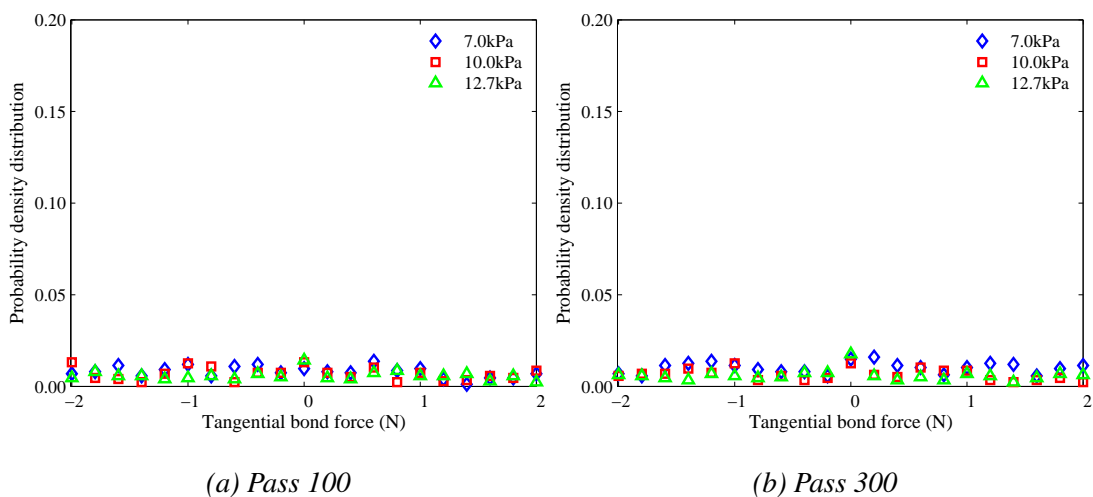 0.20
0.15
0.10
0.05
0.00
Probability density distribution
7.0kPa
10.0kPa
12.7kPa
−2
−1
0
1
2
Tangential bond force (N)
(a) Pass 100
0.20
0.15
0.10
0.05
0.00
Probability density distribution
7.0kPa
10.0kPa
12.7kPa
−2
−1
0
1
2
Tangential bond force (N)
(b) Pass 300